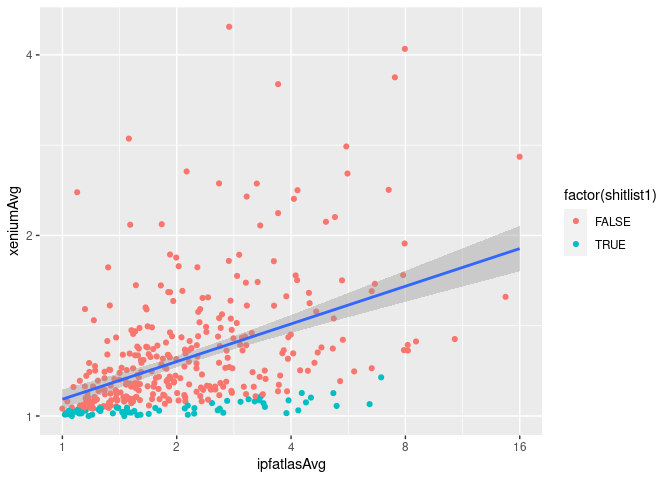 4
2
1
xeniumAvg
1 2 4 8 16
ipfatlasAvg
factor(shitlist1)
FALSE
TRUE